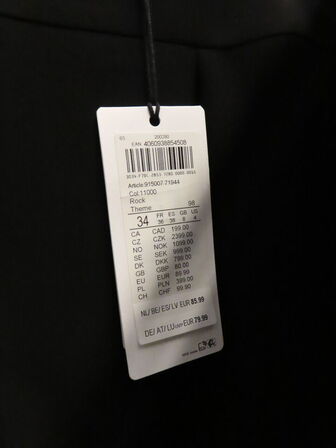 65 200280
EAN 4060938854508
Article:915007-71944
Col.11000
Rock
Theme 98
34 FR ES GB US
36 36 8 4
CA CAD 199.00
CZ CZK 2399.00
NO NOK 1099.00
SE SEK 999.00
DK DKK 799.00
GB GBP 80.00
EU EUR 89.99
PL PLN 399.00
CH CHF 99.90
NL/ BE/ ES/ LV EUR 85.99
DE/ AT/ LU EUR 79.99